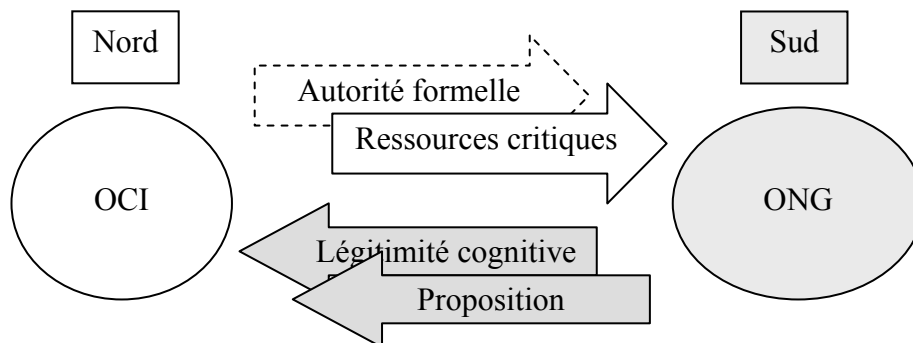 Nord
Sud
Autorité formelle
Ressources critiques
OCI
ONG
Légitimité cognitive
Proposition